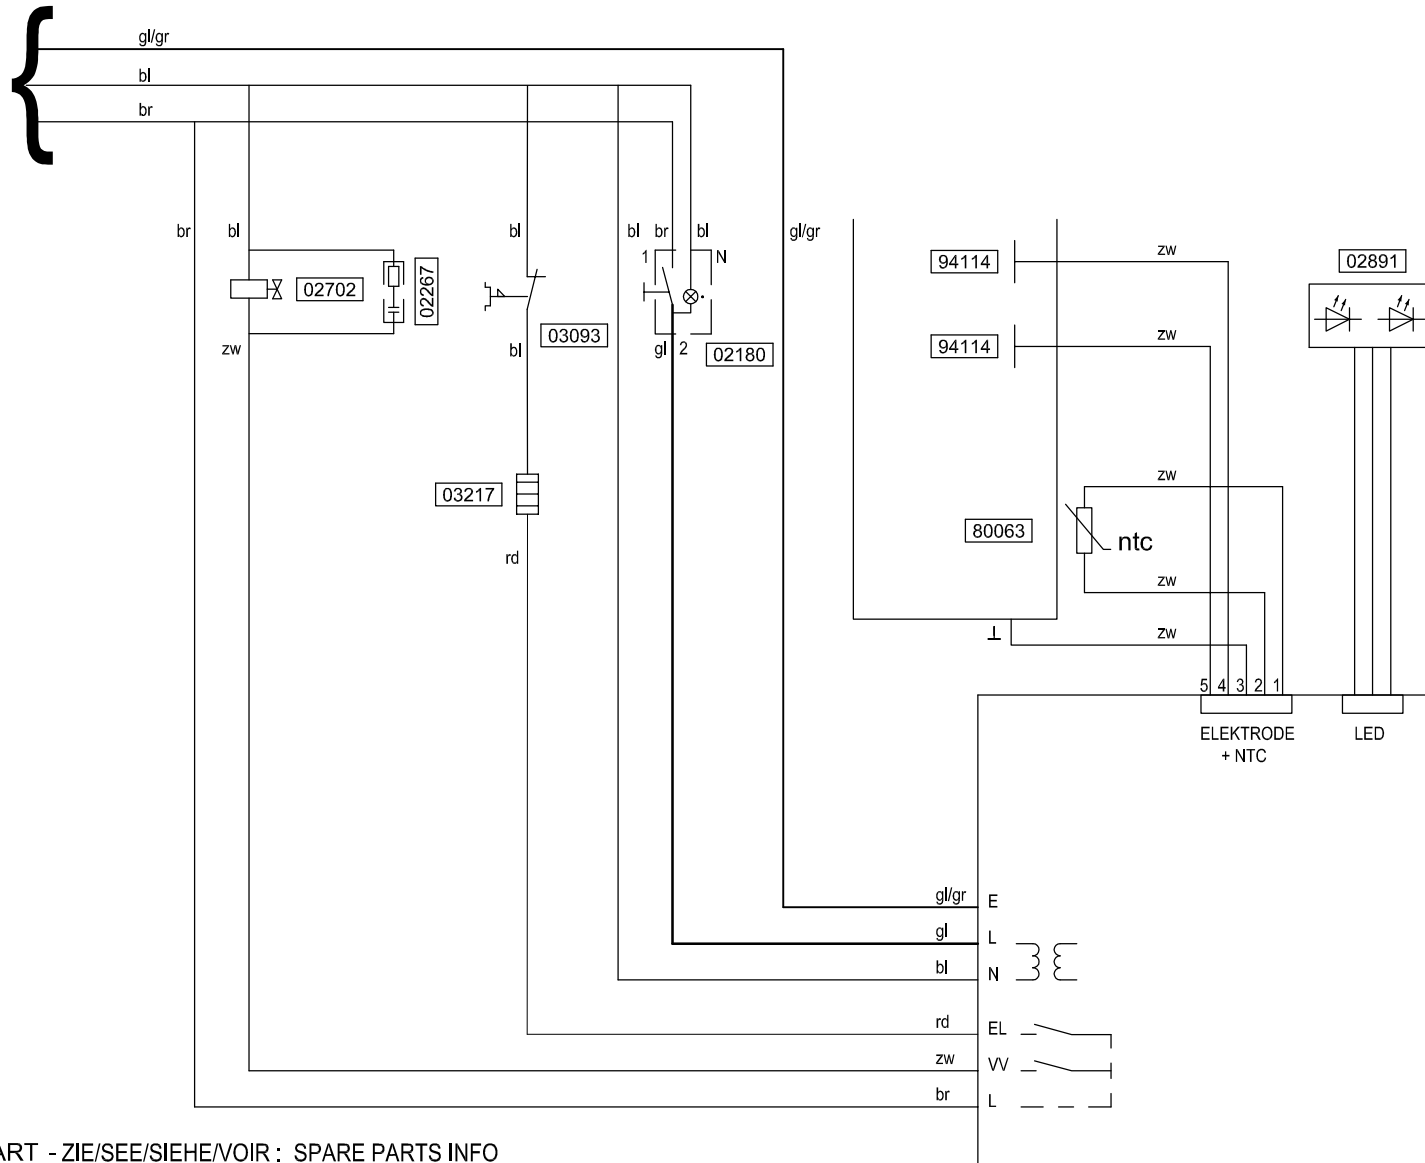 gl/gr
bl
br
br
bl
bl
bl
br
bl
gl/gr
1
N
02702
02267
03093
zw
bl
gl
2
02180
94114
zw
94114
zw
02891
03217
rd
zw
80063
ntc
zw
zw
5 4 3 2 1
ELEKTRODE
+ NTC
LED
gl/gr E
gl L
bl N
rd EL
zw VV
br L
ART - ZIE/SEE/SIEHE/VOIR : SPARE PARTS INFO